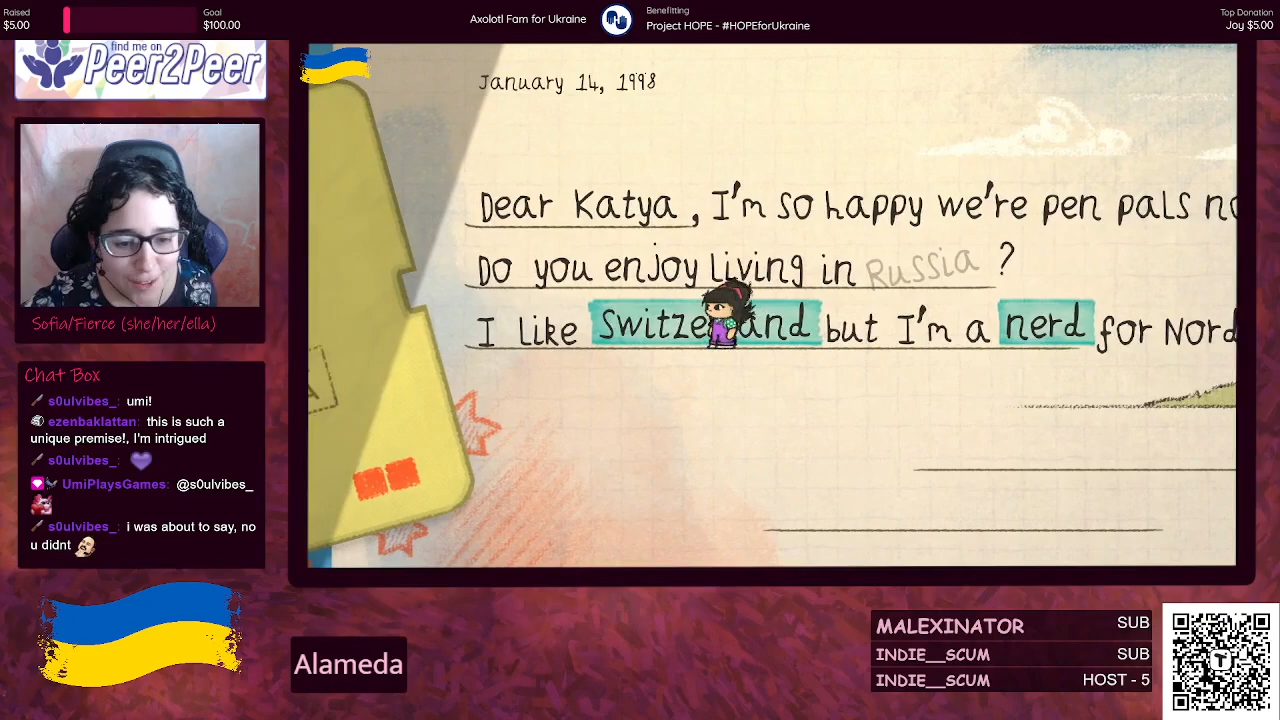 Raised
$5.00
Goal
$100.00
Axolotl Fam for Ukraine
Benefitting
Project HOPE - #HOPEforUkraine
Top Donation
Joy $5.00
find me on
Peer2Peer
Sofia/Fierce (she/her/ella)
Chat Box
s0ulvibes_: umi!
ezenbaklattan: this is such a
unique premise!, I'm intrigued
s0ulvibes_:
UmiPlaysGames: @s0ulvibes_
s0ulvibes_: i was about to say, no
u didnt
January 14, 1998
Dear Katya, I'm so happy we're pen pals
Do you enjoy living in Russia ?
I like but I'm a nerd for
Alameda
MALEXINATOR SUB
INDIE__SCUM SUB
INDIE__SCUM HOST - 5
T